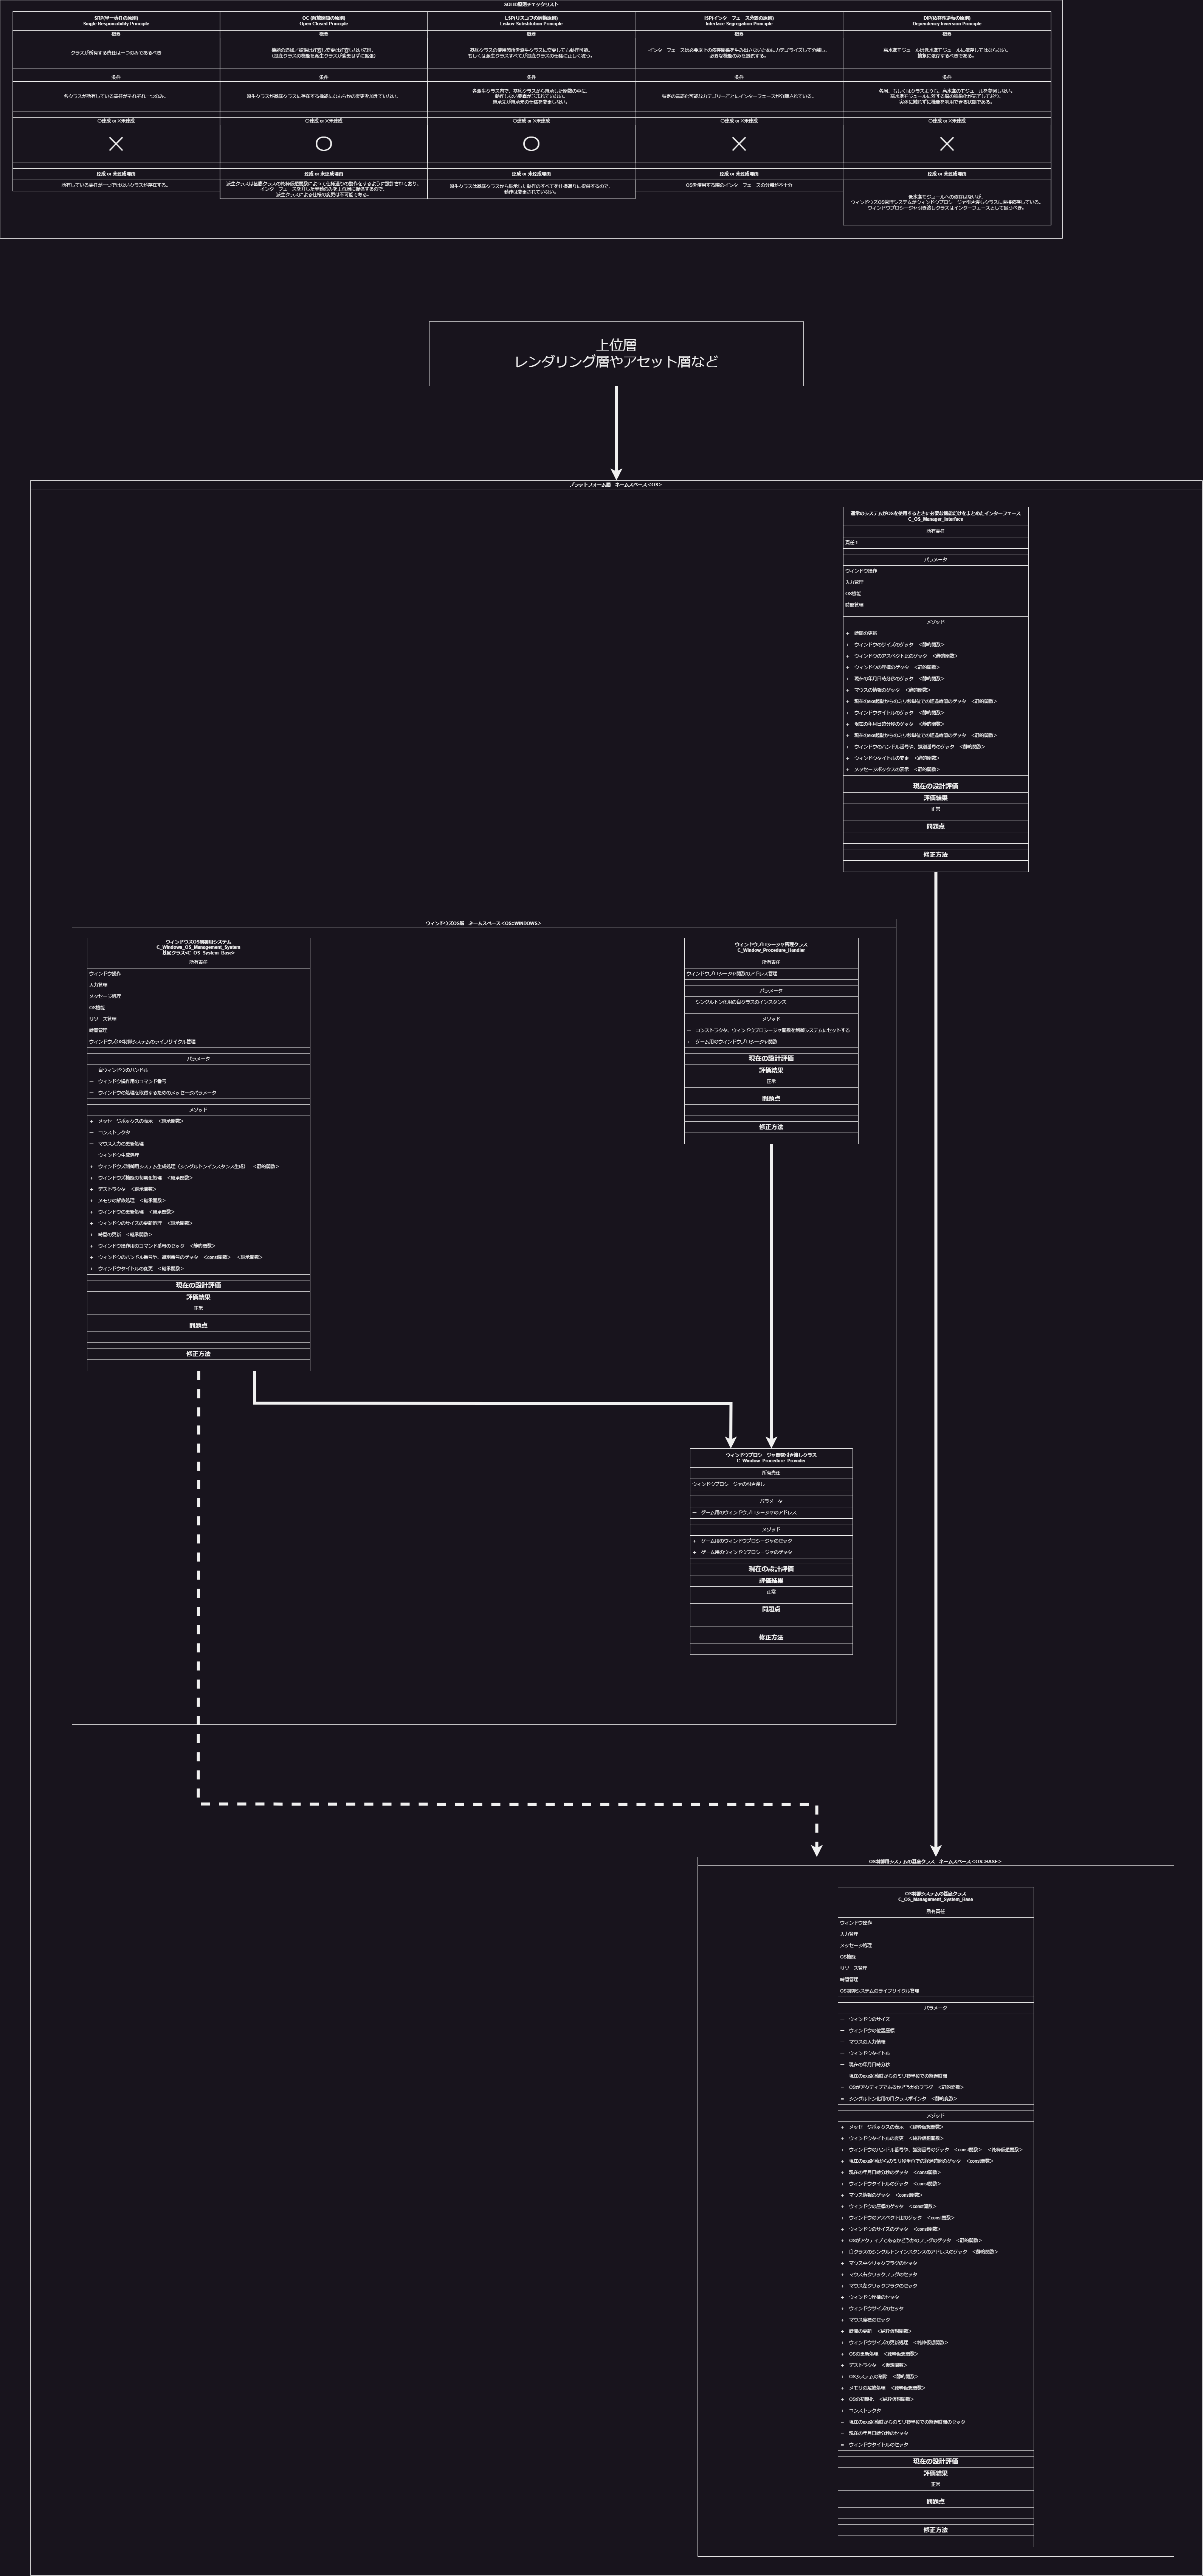 SOLID原則チェックリスト
SRP(単一責任の原則)
Single Responcibility Principle
概要
クラスが所有する責任は一つのみであるべき
条件
各クラスが所有している責任がそれぞれ一つのみ。
〇達成 or ×未達成
×
達成 or 未達成理由
所有している責任が一つではないクラスが存在する。
OC (解放閉鎖の原則)
Open Closed Principle
概要
機能の追加／拡張は許容し変更は許容しない法則。
（基底クラスの機能を派生クラスが変更せずに拡張）
条件
派生クラスが基底クラスに存在する機能になんらかの変更を加えていない。
〇達成 or ×未達成
〇
達成 or 未達成理由
派生クラスは基底クラスの純粋仮想関数によって仕様通りの動作をするように設計されており、
インターフェースを介した挙動のみを上位層に提供するので、
派生クラスによる仕様の変更は不可能である。
LSP(リスコフの置換原則)
Liskov Substitution Principle
概要
基底クラスの使用箇所を派生クラスに変更しても動作可能。
もしくは派生クラスすべてが基底クラスの仕様に正しく従う。
条件
各派生クラス内で、基底クラスから継承した関数の中に、
動作しない要素が含まれていない。
継承先が継承元の仕様を変更しない。
〇達成 or ×未達成
〇
達成 or 未達成理由
派生クラスは基底クラスから継承した動作のすべてを仕様通りに提供するので、
動作は変更されていない。
ISP(インターフェース分離の原則)
Interface Segregation Principle
概要
インターフェースは必要以上の依存関係を生み出さないためにカテゴライズして分離し、
必要な機能のみを提供する。
条件
特定の言語化可能なカテゴリーごとにインターフェースが分離されている。
〇達成 or ×未達成
×
達成 or 未達成理由
OSを使用する際のインターフェースの分離が不十分
DIP(依存性逆転の原則)
Dependency Inversion Principle
概要
高水準モジュールは低水準モジュールに依存してはならない。
抽象に依存するべきである。
条件
各層、もしくはクラスよりも、高水準のモジュールを参照しない。
高水準モジュールに対する層の抽象化が完了しており、
実体に触れずに機能を利用できる状態である。
〇達成 or ×未達成
×
達成 or 未達成理由
低水準モジュールへの依存はないが、
ウィンドウズOS管理システムがウィンドウプロシージャ引き渡しクラスに直接依存している。
ウィンドウプロシージャ引き渡しクラスはインターフェースとして扱うべき。
上位層
レンダリング層やアセット層など
プラットフォーム層　ネームスペース＜OS＞
通常のシステムがOSを使用するときに必要な機能だけをまとめたインターフェース
C_OS_Manager_Interface
所有責任
責任１
パラメータ
ウィンドウ操作
入力管理
OS機能
時間管理
メソッド
＋　時間の更新
＋　ウィンドウのサイズのゲッタ　＜静的関数＞
＋　ウィンドウのアスペクト比のゲッタ　＜静的関数＞
＋　ウィンドウの座標のゲッタ　＜静的関数＞
＋　現在の年月日時分秒のゲッタ　＜静的関数＞
＋　マウスの情報のゲッタ　＜静的関数＞
＋　現在のexe起動からのミリ秒単位での経過時間のゲッタ　＜静的関数＞
＋　ウィンドウタイトルのゲッタ　＜静的関数＞
＋　現在の年月日時分秒のゲッタ　＜静的関数＞
＋　現在のexe起動からのミリ秒単位での経過時間のゲッタ　＜静的関数＞
＋　ウィンドウのハンドル番号や、識別番号のゲッタ　＜静的関数＞
＋　ウィンドウタイトルの変更　＜静的関数＞
＋　メッセージボックスの表示　＜静的関数＞
現在の設計評価
評価結果
正常
問題点
修正方法
ウィンドウズOS層　ネームスペース＜OS::WINDOWS＞
ウィンドウズOS制御用システム
C_Windows_OS_Management_System
基底クラス<C_OS_System_Base>
所有責任
ウィンドウ操作
入力管理
メッセージ処理
OS機能
リソース管理
時間管理
ウィンドウズOS制御システムのライフサイクル管理
パラメータ
－　自ウィンドウのハンドル
－　ウィンドウ操作用のコマンド番号
－　ウィンドウの処理を取得するためのメッセージパラメータ
メソッド
＋　メッセージボックスの表示　＜継承関数＞
－　コンストラクタ
－　マウス入力の更新処理
－　ウィンドウ生成処理
＋　ウィンドウズ制御用システム生成処理（シングルトンインスタンス生成）　＜静的関数＞
＋　ウィンドウズ機能の初期化処理　＜継承関数＞
＋　デストラクタ　＜継承関数＞
＋　メモリの解放処理　＜継承関数＞
＋　ウィンドウの更新処理　＜継承関数＞
＋　ウィンドウのサイズの更新処理　＜継承関数＞
＋　時間の更新　＜継承関数＞
＋　ウィンドウ操作用のコマンド番号のセッタ　＜静的関数＞
＋　ウィンドウのハンドル番号や、識別番号のゲッタ　＜const関数＞　＜継承関数＞
＋　ウィンドウタイトルの変更　＜継承関数＞
現在の設計評価
評価結果
正常
問題点
修正方法
ウィンドウプロシージャ管理クラス
C_Window_Procedure_Handler
所有責任
ウィンドウプロシージャ関数のアドレス管理
パラメータ
－　シングルトン化用の自クラスのインスタンス
メソッド
－　コンストラクタ、ウィンドウプロシージャ関数を制御システムにセットする
＋　ゲーム用のウィンドウプロシージャ関数
現在の設計評価
評価結果
正常
問題点
修正方法
ウィンドウプロシージャ関数引き渡しクラス
C_Window_Procedure_Provider
所有責任
ウィンドウプロシージャの引き渡し
パラメータ
－　ゲーム用のウィンドウプロシージャのアドレス
メソッド
＋　ゲーム用のウィンドウプロシージャのセッタ
＋　ゲーム用のウィンドウプロシージャのゲッタ
現在の設計評価
評価結果
正常
問題点
修正方法
OS制御用システムの基底クラス　ネームスペース＜OS::BASE＞
OS制御システムの基底クラス
C_OS_Management_System_Base
所有責任
ウィンドウ操作
入力管理
メッセージ処理
OS機能
リソース管理
時間管理
OS制御システムのライフサイクル管理
パラメータ
－　ウィンドウのサイズ
－　ウィンドウの位置座標
－　マウスの入力情報
－　ウィンドウタイトル
－　現在の年月日時分秒
－　現在のexe起動時からのミリ秒単位での経過時間
＝　OSがアクティブであるかどうかのフラグ　＜静的変数＞
＝　シングルトン化用の自クラスポインタ　＜静的変数＞
メソッド
＋　メッセージボックスの表示　＜純粋仮想関数＞
＋　ウィンドウタイトルの変更　＜純粋仮想関数＞
＋　ウィンドウのハンドル番号や、識別番号のゲッタ　＜const関数＞　＜純粋仮想関数＞
＋　現在のexe起動からのミリ秒単位での経過時間のゲッタ　＜const関数＞
＋　現在の年月日時分秒のゲッタ　＜const関数＞
＋　ウィンドウタイトルのゲッタ　＜const関数＞
＋　マウス情報のゲッタ　＜const関数＞
＋　ウィンドウの座標のゲッタ　＜const関数＞
＋　ウィンドウのアスペクト比のゲッタ　＜const関数＞
＋　ウィンドウのサイズのゲッタ　＜const関数＞
＋　OSがアクティブであるかどうかのフラグのゲッタ　＜静的関数＞
＋　自クラスのシングルトンインスタンスのアドレスのゲッタ　＜静的関数＞
＋　マウス中クリックフラグのセッタ
＋　マウス右クリックフラグのセッタ
＋　マウス左クリックフラグのセッタ
＋　ウィンドウ座標のセッタ
＋　ウィンドウサイズのセッタ
＋　マウス座標のセッタ
＋　時間の更新　＜純粋仮想関数＞
＋　ウィンドウサイズの更新処理　＜純粋仮想関数＞
＋　OSの更新処理　＜純粋仮想関数＞
＋　デストラクタ　＜仮想関数＞
＋　OSシステムの削除　＜静的関数＞
＋　メモリの解放処理　＜純粋仮想関数＞
＋　OSの初期化　＜純粋仮想関数＞
＋　コンストラクタ
＝　現在のexe起動時からのミリ秒単位での経過時間のセッタ
＝　現在の年月日時分秒のセッタ
＝　ウィンドウタイトルのセッタ
現在の設計評価
評価結果
正常
問題点
修正方法